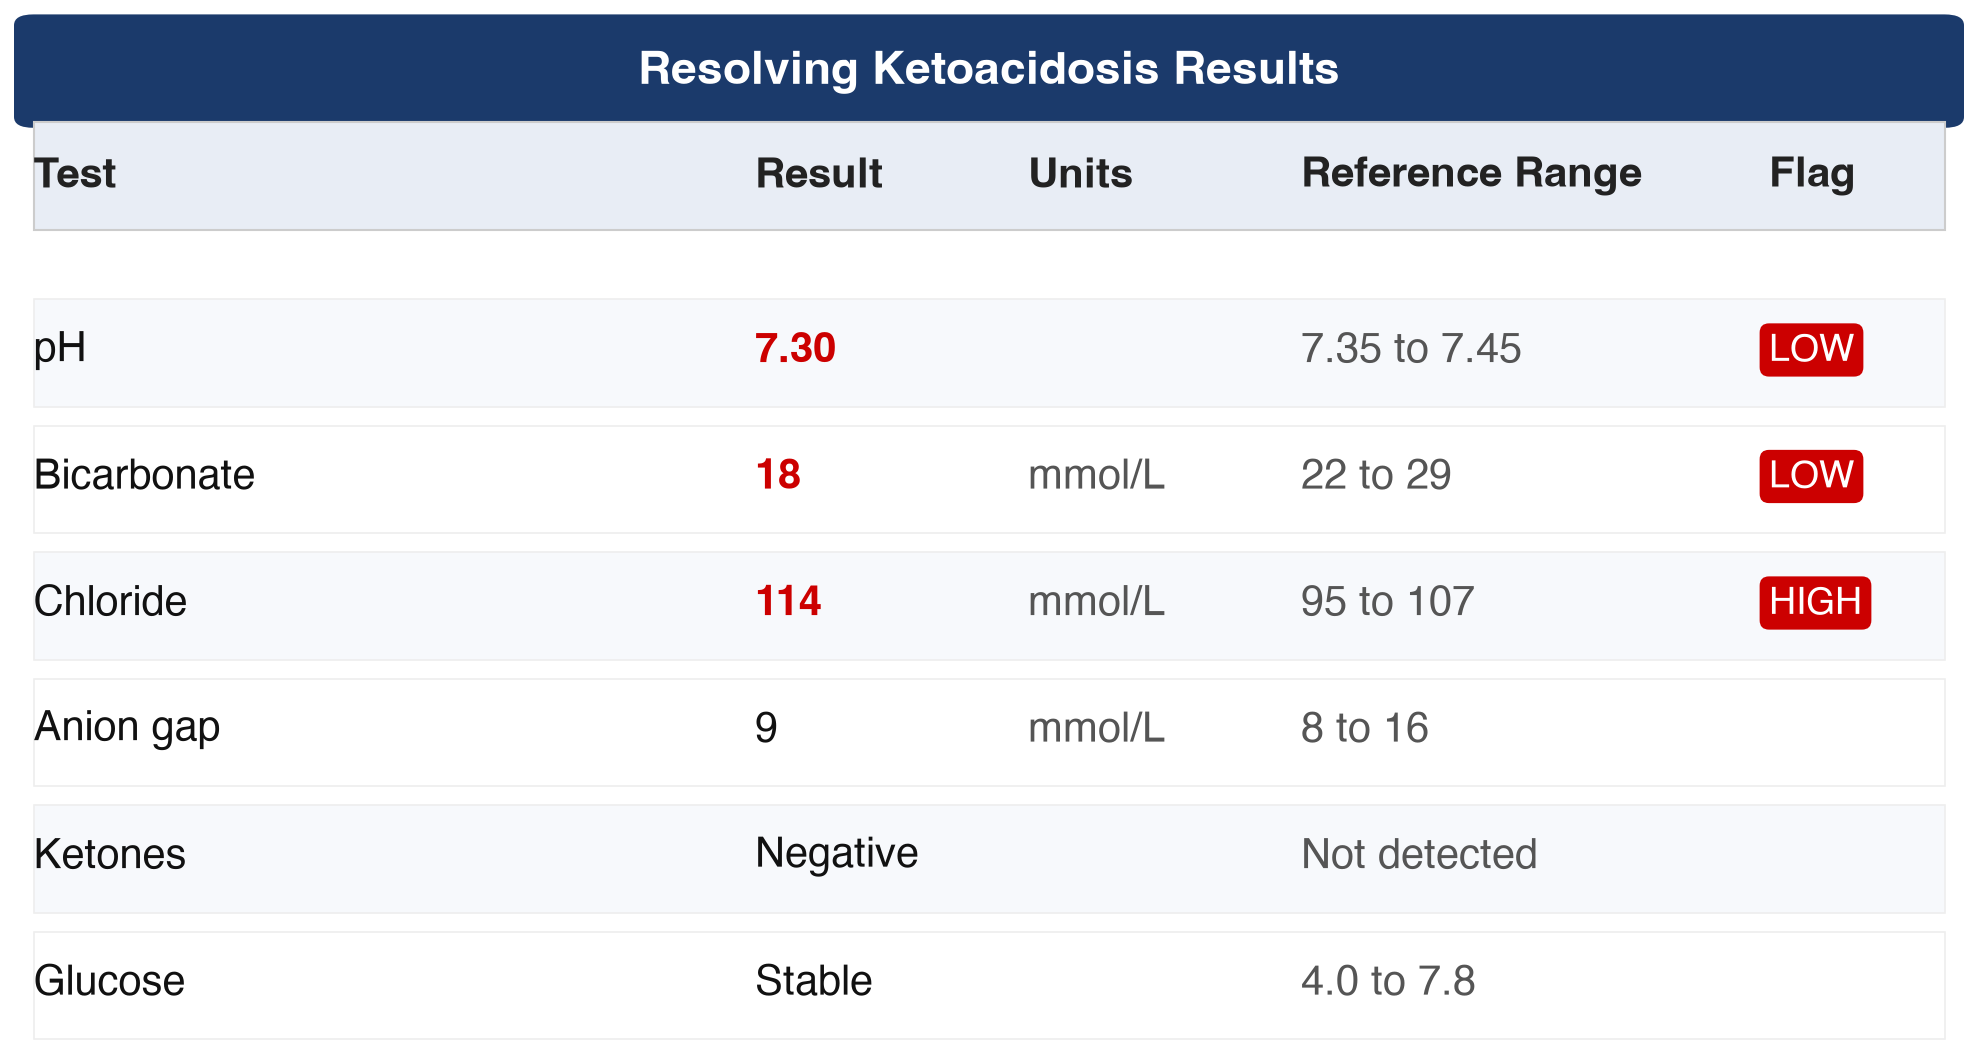 Resolving Ketoacidosis Results
Test Result Units Reference Range Flag
pH 7.30 7.35 to 7.45 LOW
Bicarbonate 18 mmol/L 22 to 29 LOW
Chloride 114 mmol/L 95 to 107 HIGH
Anion gap 9 mmol/L 8 to 16
Ketones Negative Not detected
Glucose Stable 4.0 to 7.8